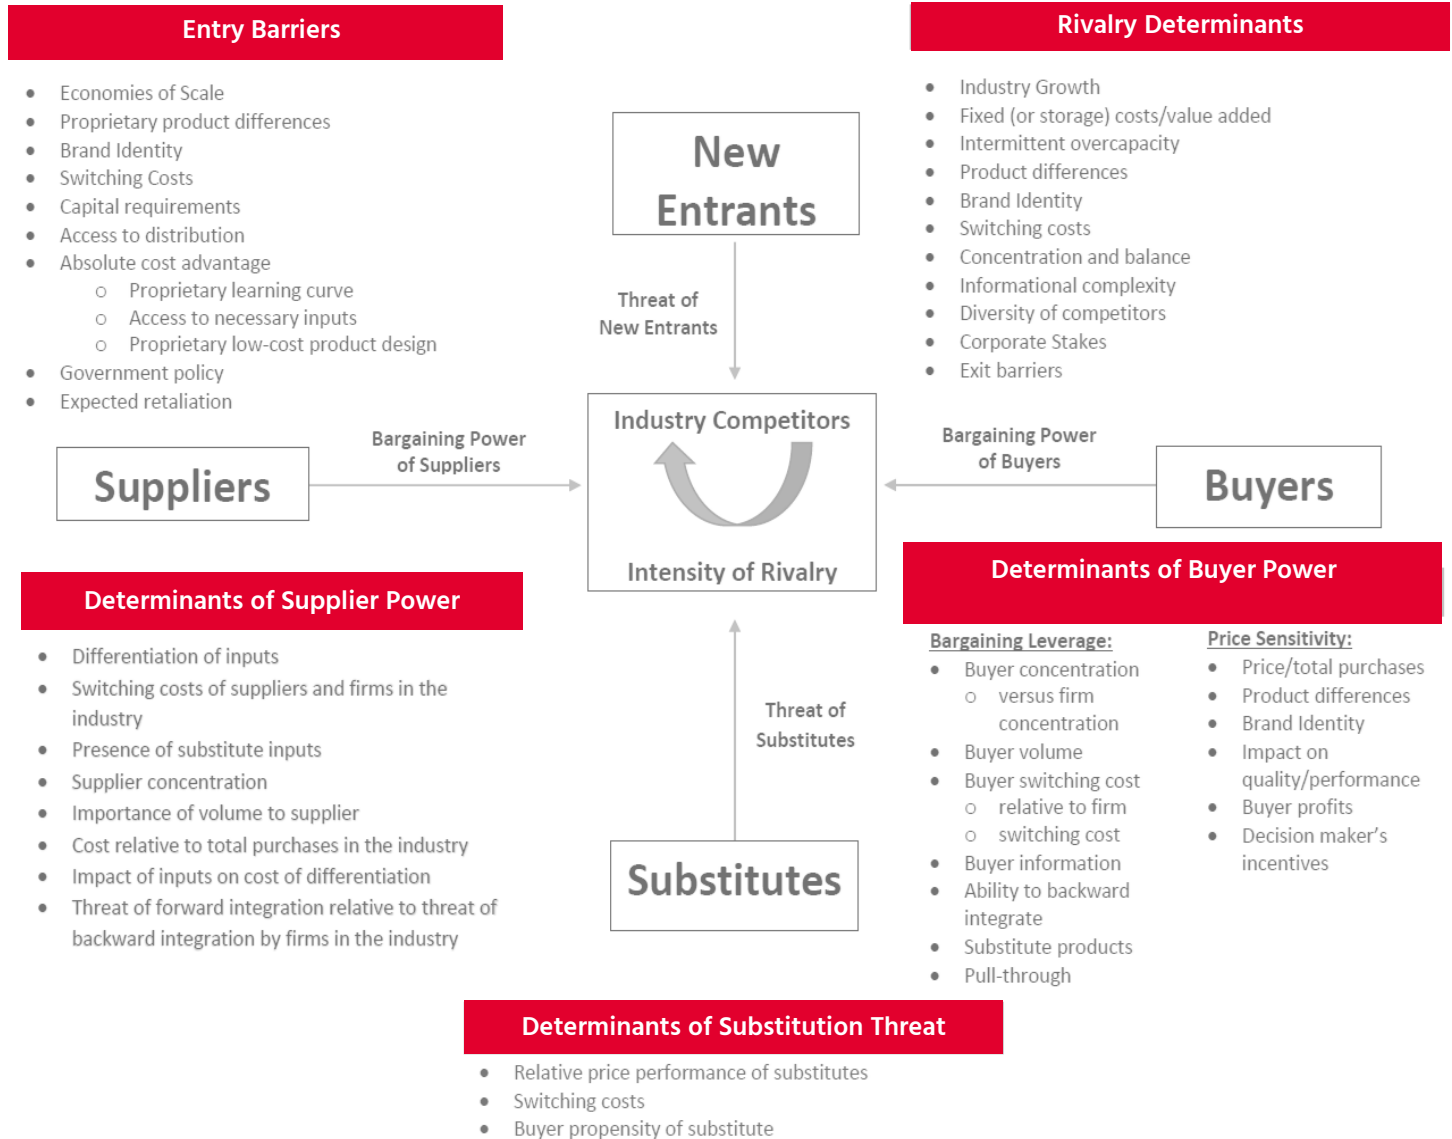 Entry Barriers
Economies of Scale
Proprietary product differences
Brand Identity
Switching Costs
Capital requirements
Access to distribution
Absolute cost advantage
Proprietary learning curve
Access to necessary inputs
Proprietary low-cost product design
Government policy
Expected retaliation
Rivalry Determinants
Industry Growth
Fixed (or storage) costs/value added
Intermittent overcapacity
Product differences
Brand Identity
Switching costs
Concentration and balance
Informational complexity
Diversity of competitors
Corporate Stakes
Exit barriers
New
Entrants
Threat of
New Entrants
Suppliers
Bargaining Power
of Suppliers
Industry Competitors
Intensity of Rivalry
Bargaining Power
of Buyers
Buyers
Determinants of Supplier Power
Differentiation of inputs
Switching costs of suppliers and firms in the
industry
Presence of substitute inputs
Supplier concentration
Importance of volume to supplier
Cost relative to total purchases in the industry
Impact of inputs on cost of differentiation
Threat of forward integration relative to threat of
backward integration by firms in the industry
Threat of
Substitutes
Substitutes
Determinants of Buyer Power
Bargaining Leverage:
Buyer concentration
versus firm
concentration
Buyer volume
Buyer switching cost
relative to firm
switching cost
Buyer information
Ability to backward
integrate
Substitute products
Pull-through
Price Sensitivity:
Price/total purchases
Product differences
Brand Identity
Impact on
quality/performance
Buyer profits
Decision maker's
incentives
Determinants of Substitution Threat
Relative price performance of substitutes
Switching costs
Buyer propensity of substitute